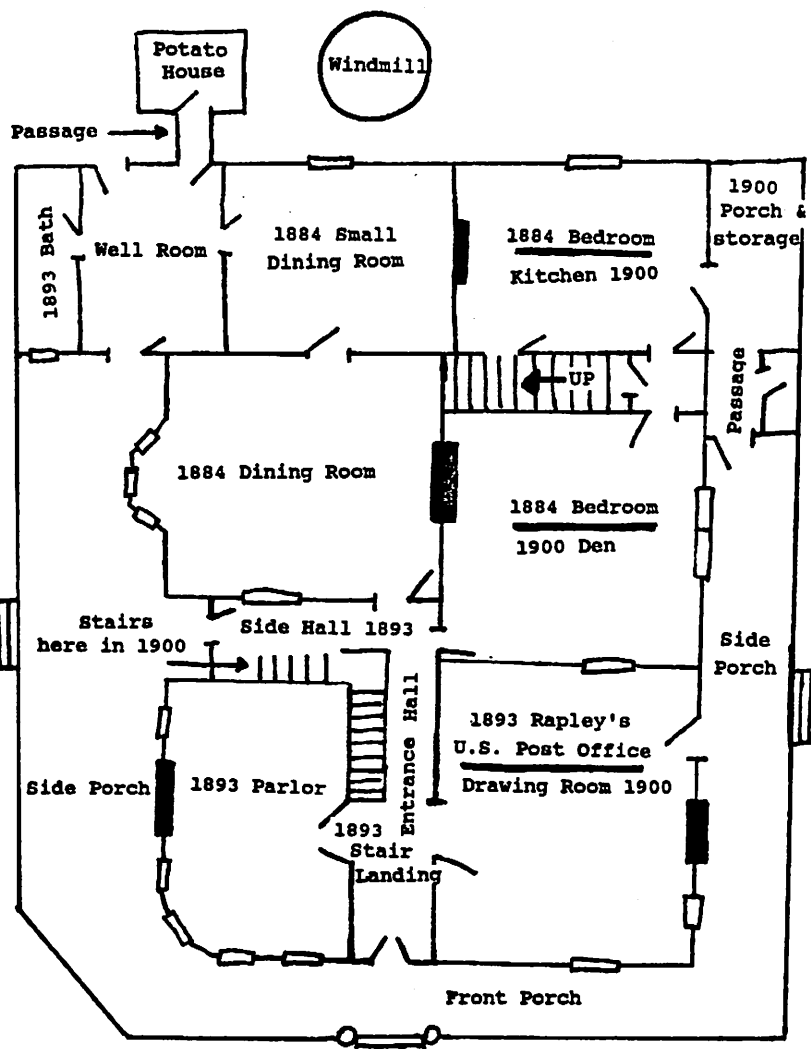 Potato
House
Windmill
Passage
1893 Bath
Well Room
1884 Small
Dining Room
1884 Bedroom
Kitchen 1900
1900
Porch &
storage
UP
Passage
1884 Dining Room
1884 Bedroom
1900 Den
Stairs
here in 1900
Side Hall 1893
Side
Porch
Entrance Hall
1893 Rapley's
U.S. Post Office
Drawing Room 1900
Side Porch
1893 Parlor
1893
Stair
Landing
Front Porch